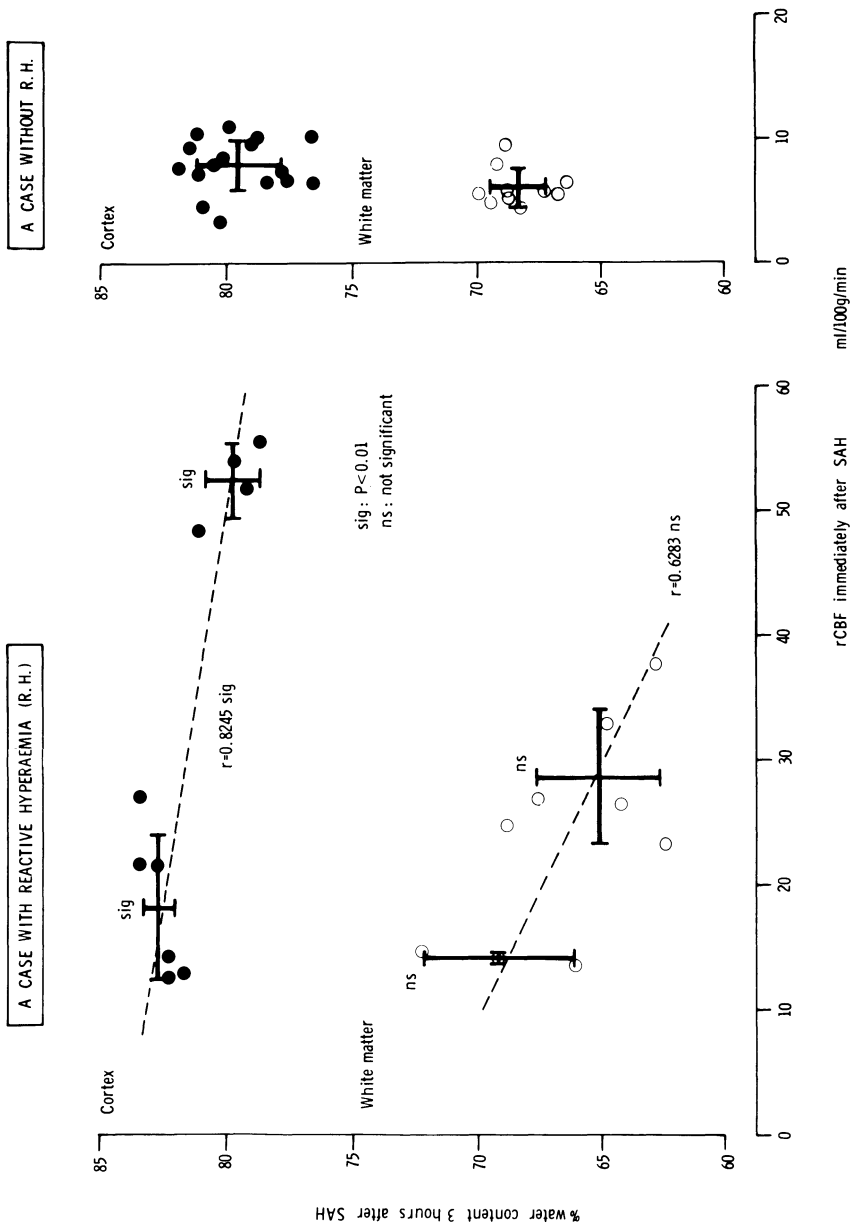 A CASE WITH REACTIVE HYPERAEMIA (R.H.)
A CASE WITHOUT R.H.
Cortex
sig
sig
r=0.8245 sig
sig: P<0.01
ns: not significant
White matter
ns
ns
r=0.6283 ns
85
80
75
70
65
60
0
10
20
30
40
50
60
% water content 3 hours after SAH
rCBF immediately after SAH
ml/100g/min
Cortex
White matter
85
80
75
70
65
60
0
10
20